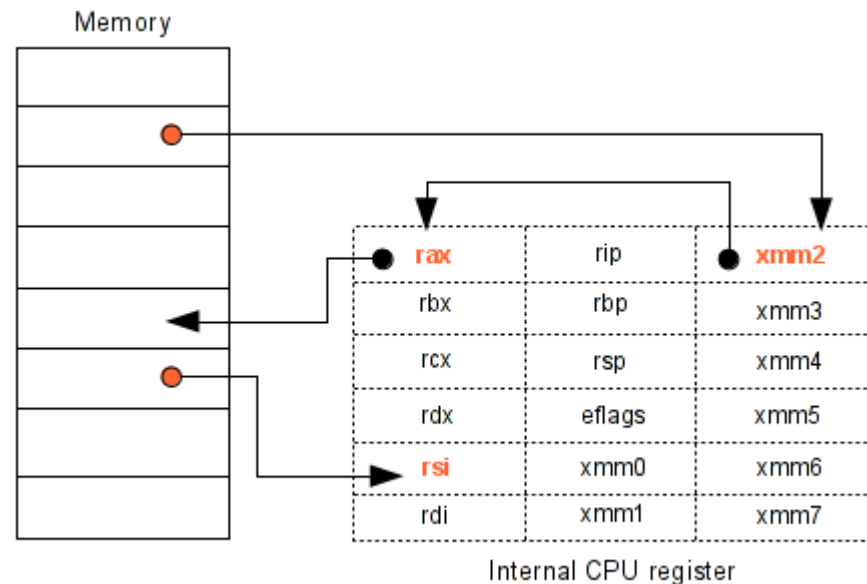 Memory
rax rip xmm2
rbx rbp xmm3
rcx rsp xmm4
rdx eflags xmm5
rsi xmm0 xmm6
rdi xmm1 xmm7
Internal CPU register